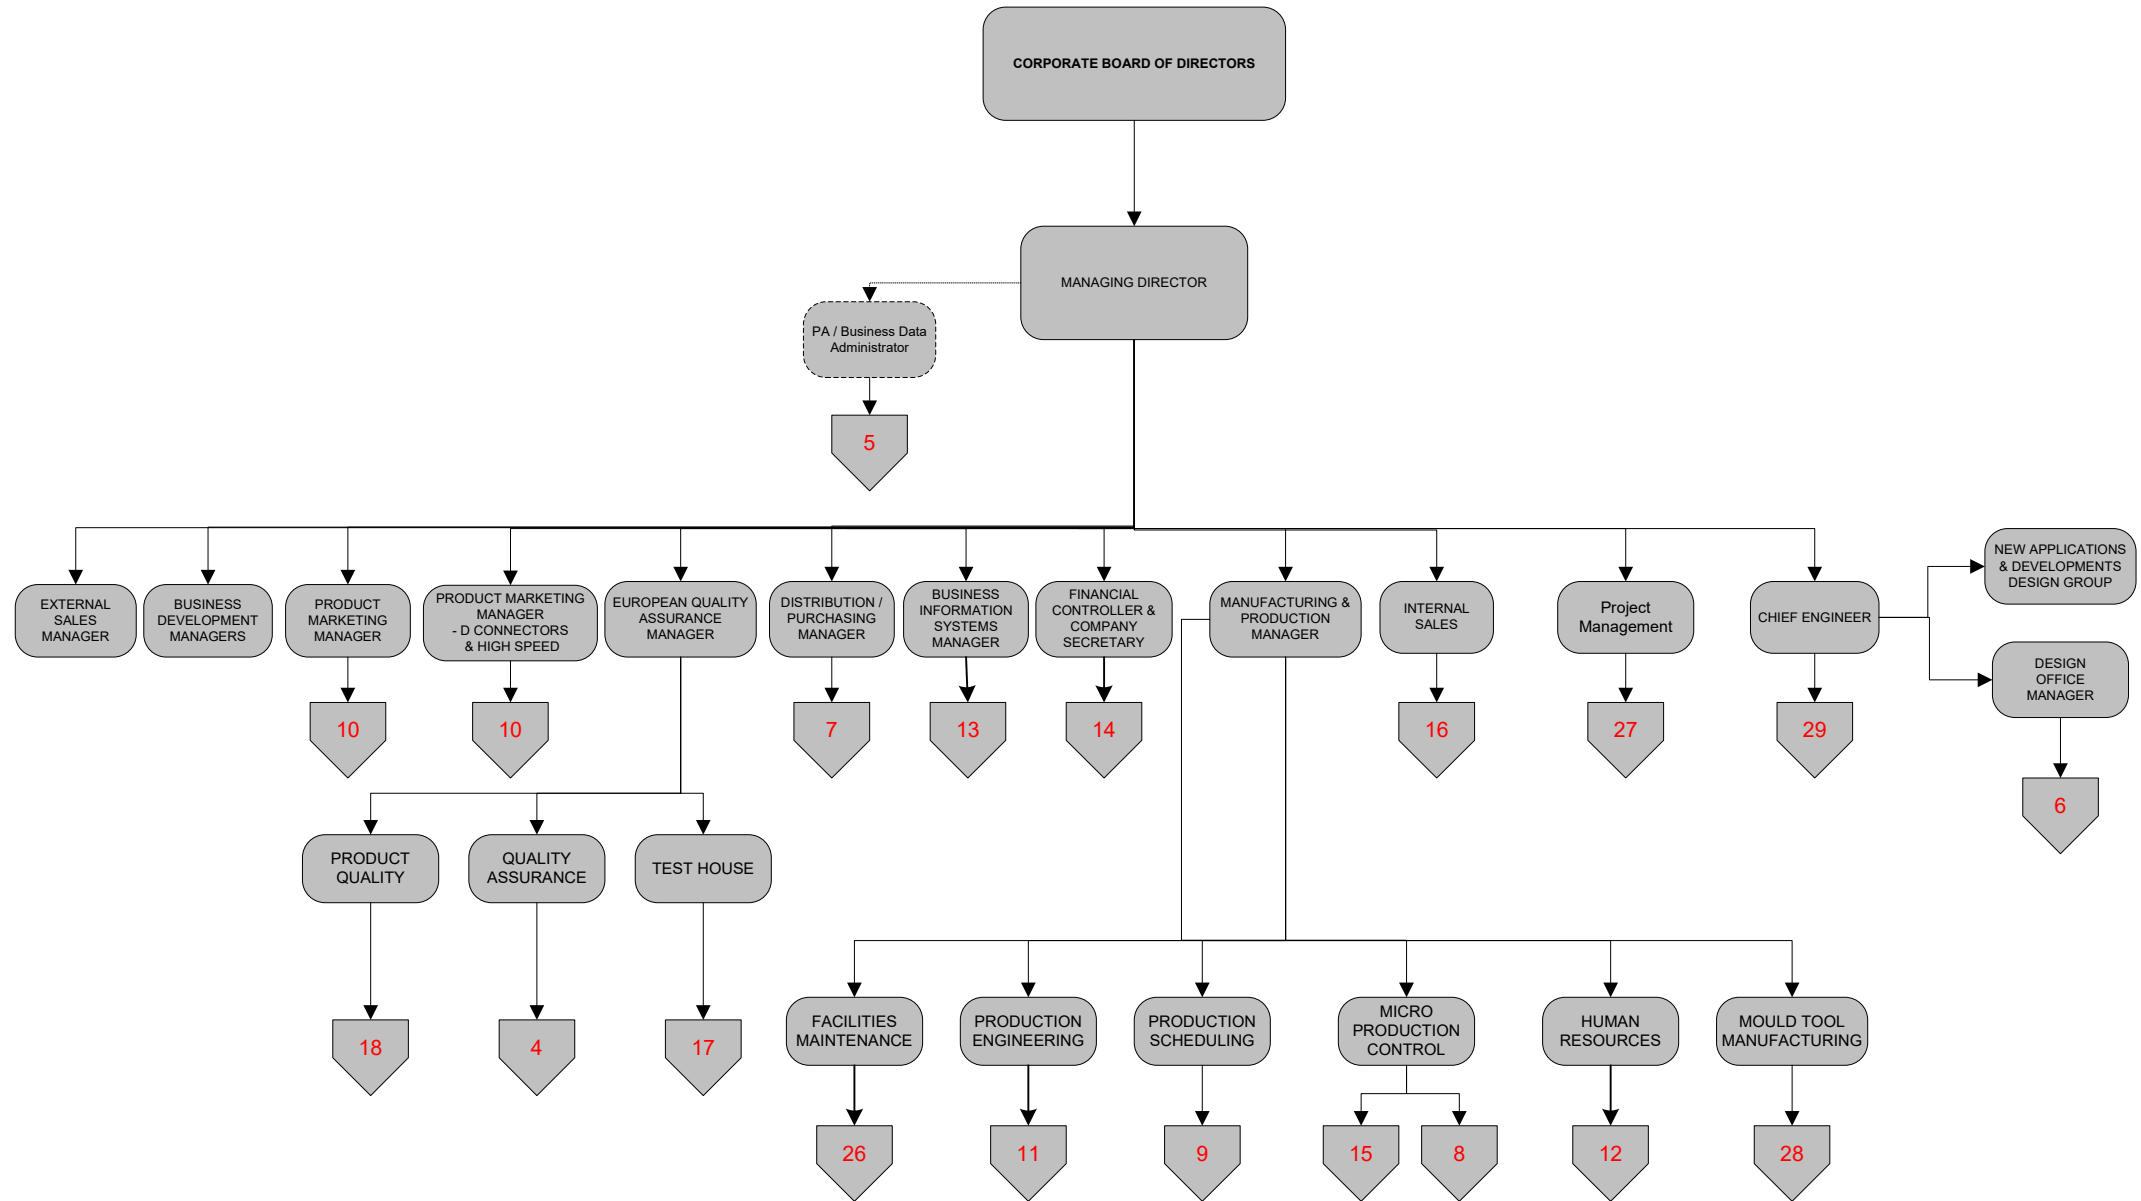 CORPORATE BOARD OF DIRECTORS
MANAGING DIRECTOR
PA / Business Data
Administrator
5
EXTERNAL
SALES
MANAGER
BUSINESS
DEVELOPMENT
MANAGERS
PRODUCT
MARKETING
MANAGER
PRODUCT MARKETING
MANAGER
- D CONNECTORS
& HIGH SPEED
EUROPEAN QUALITY
ASSURANCE
MANAGER
DISTRIBUTION /
PURCHASING
MANAGER
BUSINESS
INFORMATION
SYSTEMS
MANAGER
FINANCIAL
CONTROLLER &
COMPANY
SECRETARY
MANUFACTURING &
PRODUCTION
MANAGER
INTERNAL
SALES
Project
Management
CHIEF ENGINEER
NEW APPLICATIONS
& DEVELOPMENTS
DESIGN GROUP
DESIGN
OFFICE
MANAGER
10
10
7
13
14
16
27
29
6
PRODUCT
QUALITY
QUALITY
ASSURANCE
TEST HOUSE
18
4
17
FACILITIES
MAINTENANCE
PRODUCTION
ENGINEERING
PRODUCTION
SCHEDULING
MICRO
PRODUCTION
CONTROL
HUMAN
RESOURCES
MOULD TOOL
MANUFACTURING
26
11
9
15
8
12
28